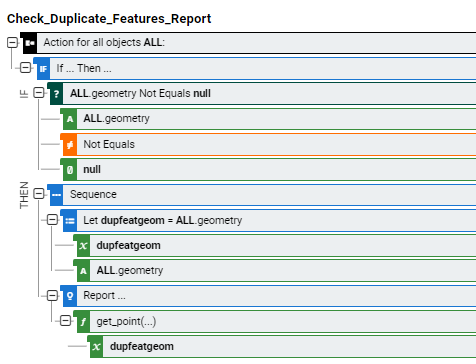 Check_Duplicate_Features_Report
Action for all objects ALL:
IF If ... Then ...
IF
? ALL.geometry Not Equals null
A ALL.geometry
≠ Not Equals
Ø null
THEN
Sequence
Let dupfeatgeom = ALL.geometry
x dupfeatgeom
A ALL.geometry
Report ...
f get_point(...)
x dupfeatgeom